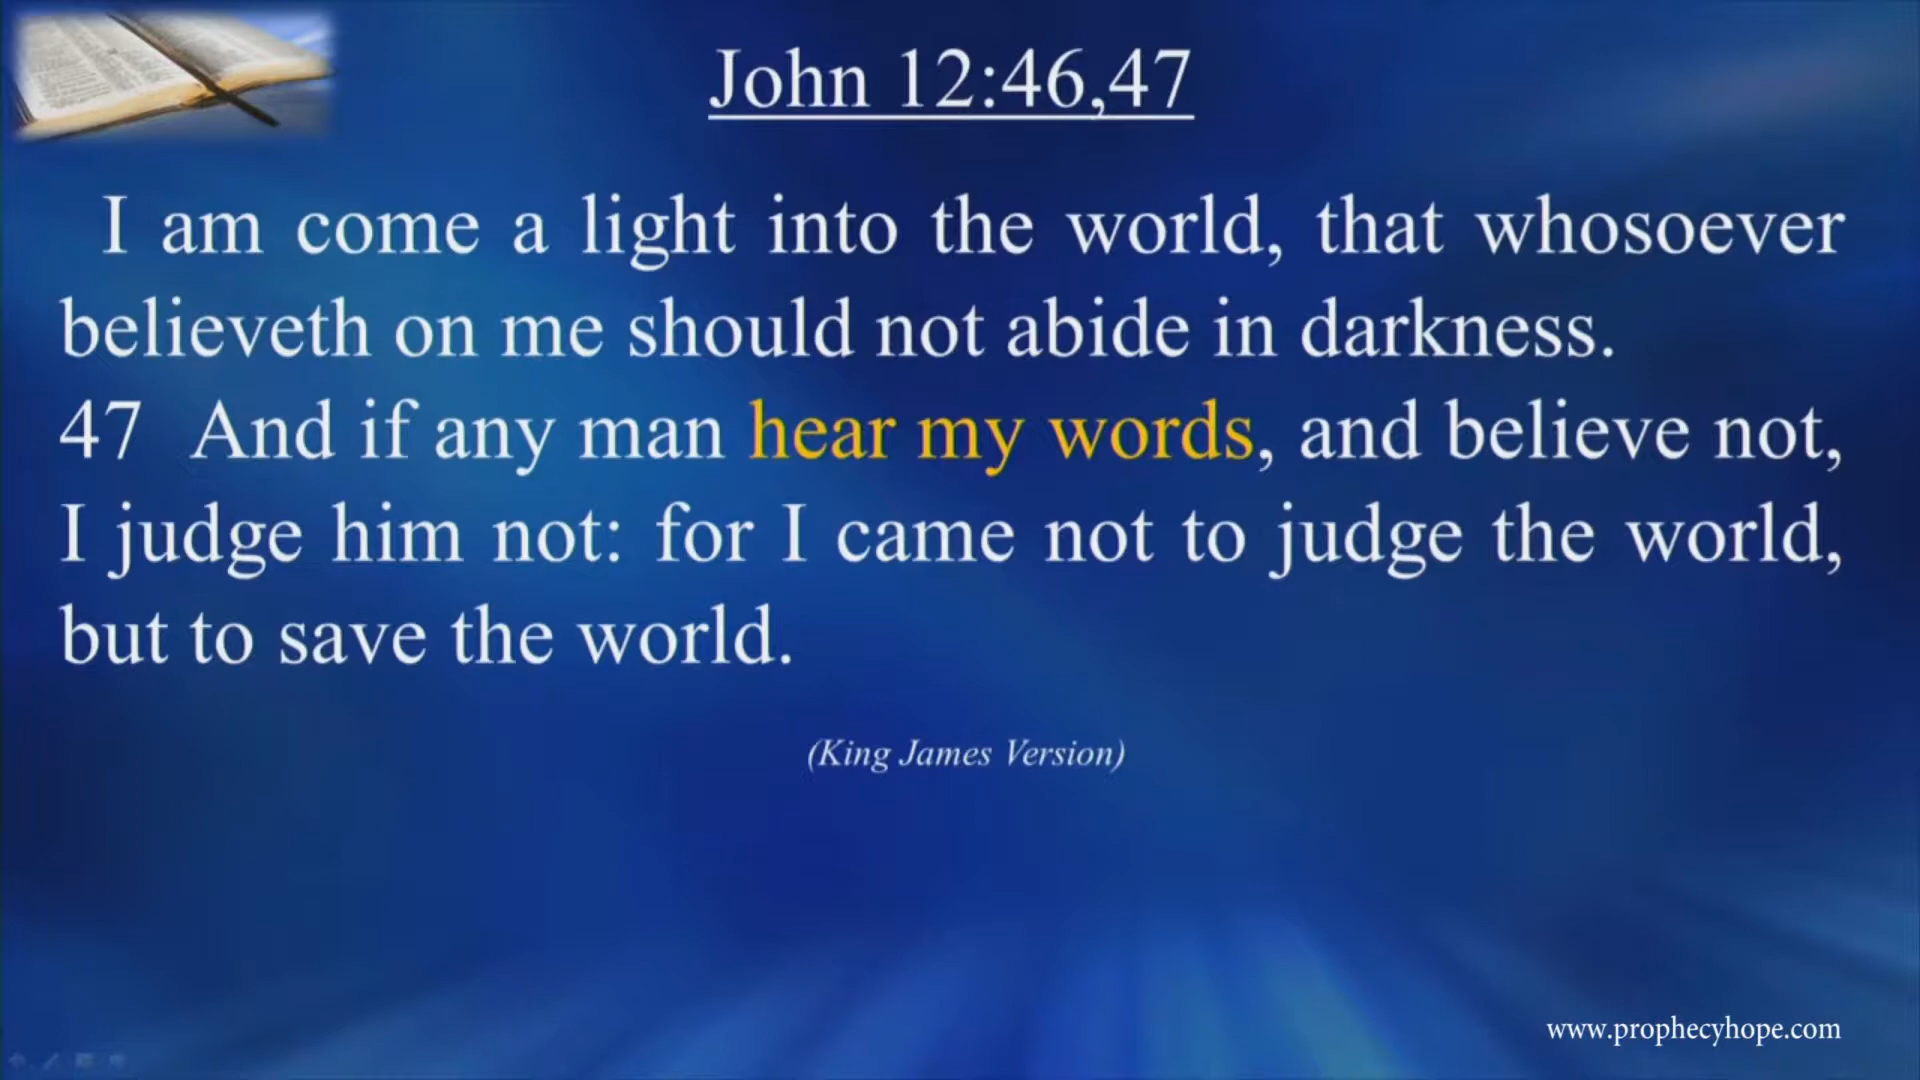 John 12:46,47
I am come a light into the world, that whosoever
believeth on me should not abide in darkness.
47 And if any man hear my words, and believe not,
I judge him not: for I came not to judge the world,
but to save the world.
(King James Version)
www.prophecyhope.com